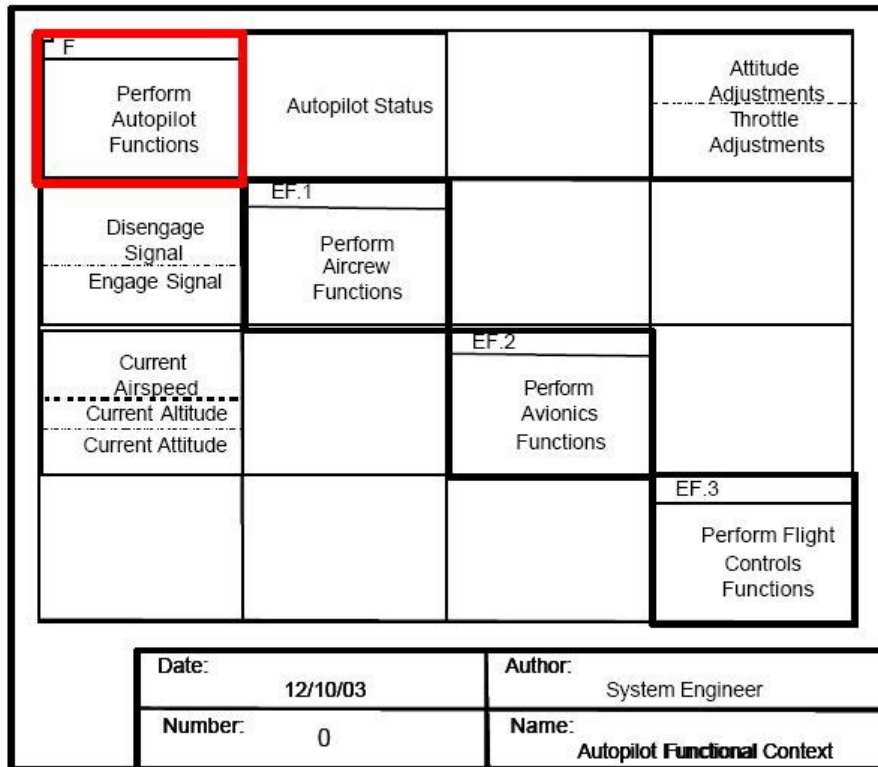 F
Perform
Autopilot
Functions
Autopilot Status
Attitude
Adjustments
Throttle
Adjustments
Disengage
Signal
Engage Signal
EF.1
Perform
Aircrew
Functions
Current
Airspeed
Current Altitude
Current Attitude
EF.2
Perform
Avionics
Functions
EF.3
Perform Flight
Controls
Functions
Date:
12/10/03
Author:
System Engineer
Number:
0
Name:
Autopilot Functional Context